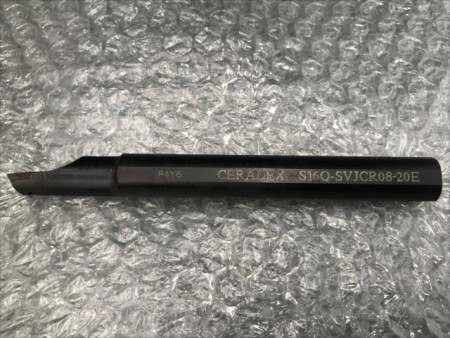 P4Y6 CERATEX S16Q-SVJCR08-20E